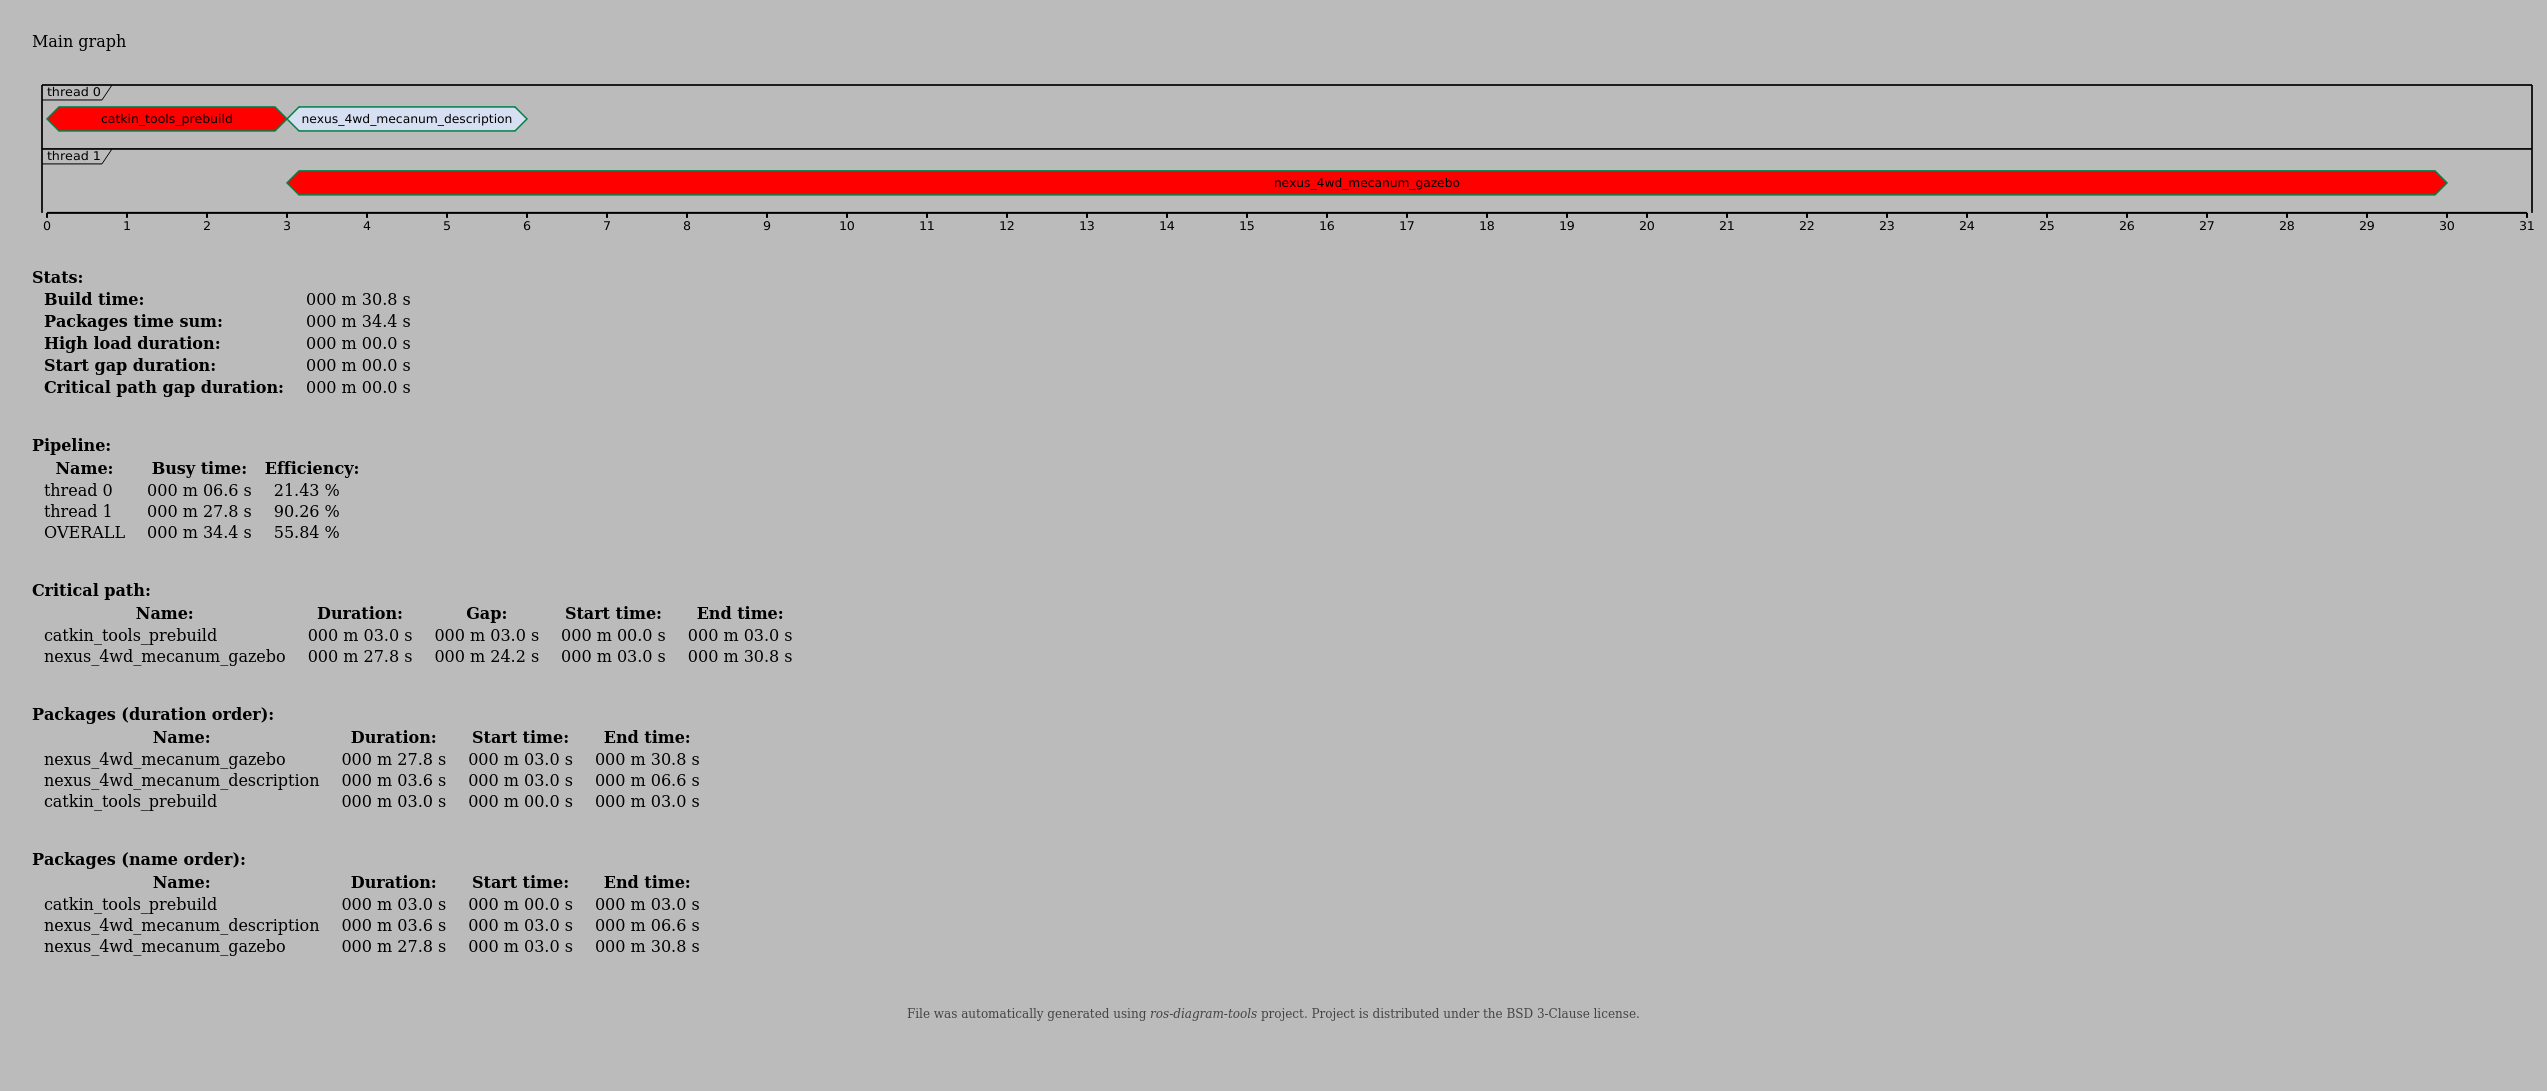 Main graph
thread 0
catkin_tools_prebuild nexus_4wd_mecanum_description
thread 1
nexus_4wd_mecanum_gazebo
0 1 2 3 4 5 6 7 8 9 10 11 12 13 14 15 16 17 18 19 20 21 22 23 24 25 26 27 28 29 30 31
Stats:
Build time: 000 m 30.8 s
Packages time sum: 000 m 34.4 s
High load duration: 000 m 00.0 s
Start gap duration: 000 m 00.0 s
Critical path gap duration: 000 m 00.0 s
Pipeline:
Name: Busy time: Efficiency:
thread 0 000 m 06.6 s 21.43 %
thread 1 000 m 27.8 s 90.26 %
OVERALL 000 m 34.4 s 55.84 %
Critical path:
Name: Duration: Gap: Start time: End time:
catkin_tools_prebuild 000 m 03.0 s 000 m 03.0 s 000 m 00.0 s 000 m 03.0 s
nexus_4wd_mecanum_gazebo 000 m 27.8 s 000 m 24.2 s 000 m 03.0 s 000 m 30.8 s
Packages (duration order):
Name: Duration: Start time: End time:
nexus_4wd_mecanum_gazebo 000 m 27.8 s 000 m 03.0 s 000 m 30.8 s
nexus_4wd_mecanum_description 000 m 03.6 s 000 m 03.0 s 000 m 06.6 s
catkin_tools_prebuild 000 m 03.0 s 000 m 00.0 s 000 m 03.0 s
Packages (name order):
Name: Duration: Start time: End time:
catkin_tools_prebuild 000 m 03.0 s 000 m 00.0 s 000 m 03.0 s
nexus_4wd_mecanum_description 000 m 03.6 s 000 m 03.0 s 000 m 06.6 s
nexus_4wd_mecanum_gazebo 000 m 27.8 s 000 m 03.0 s 000 m 30.8 s
File was automatically generated using ros-diagram-tools project. Project is distributed under the BSD 3-Clause license.